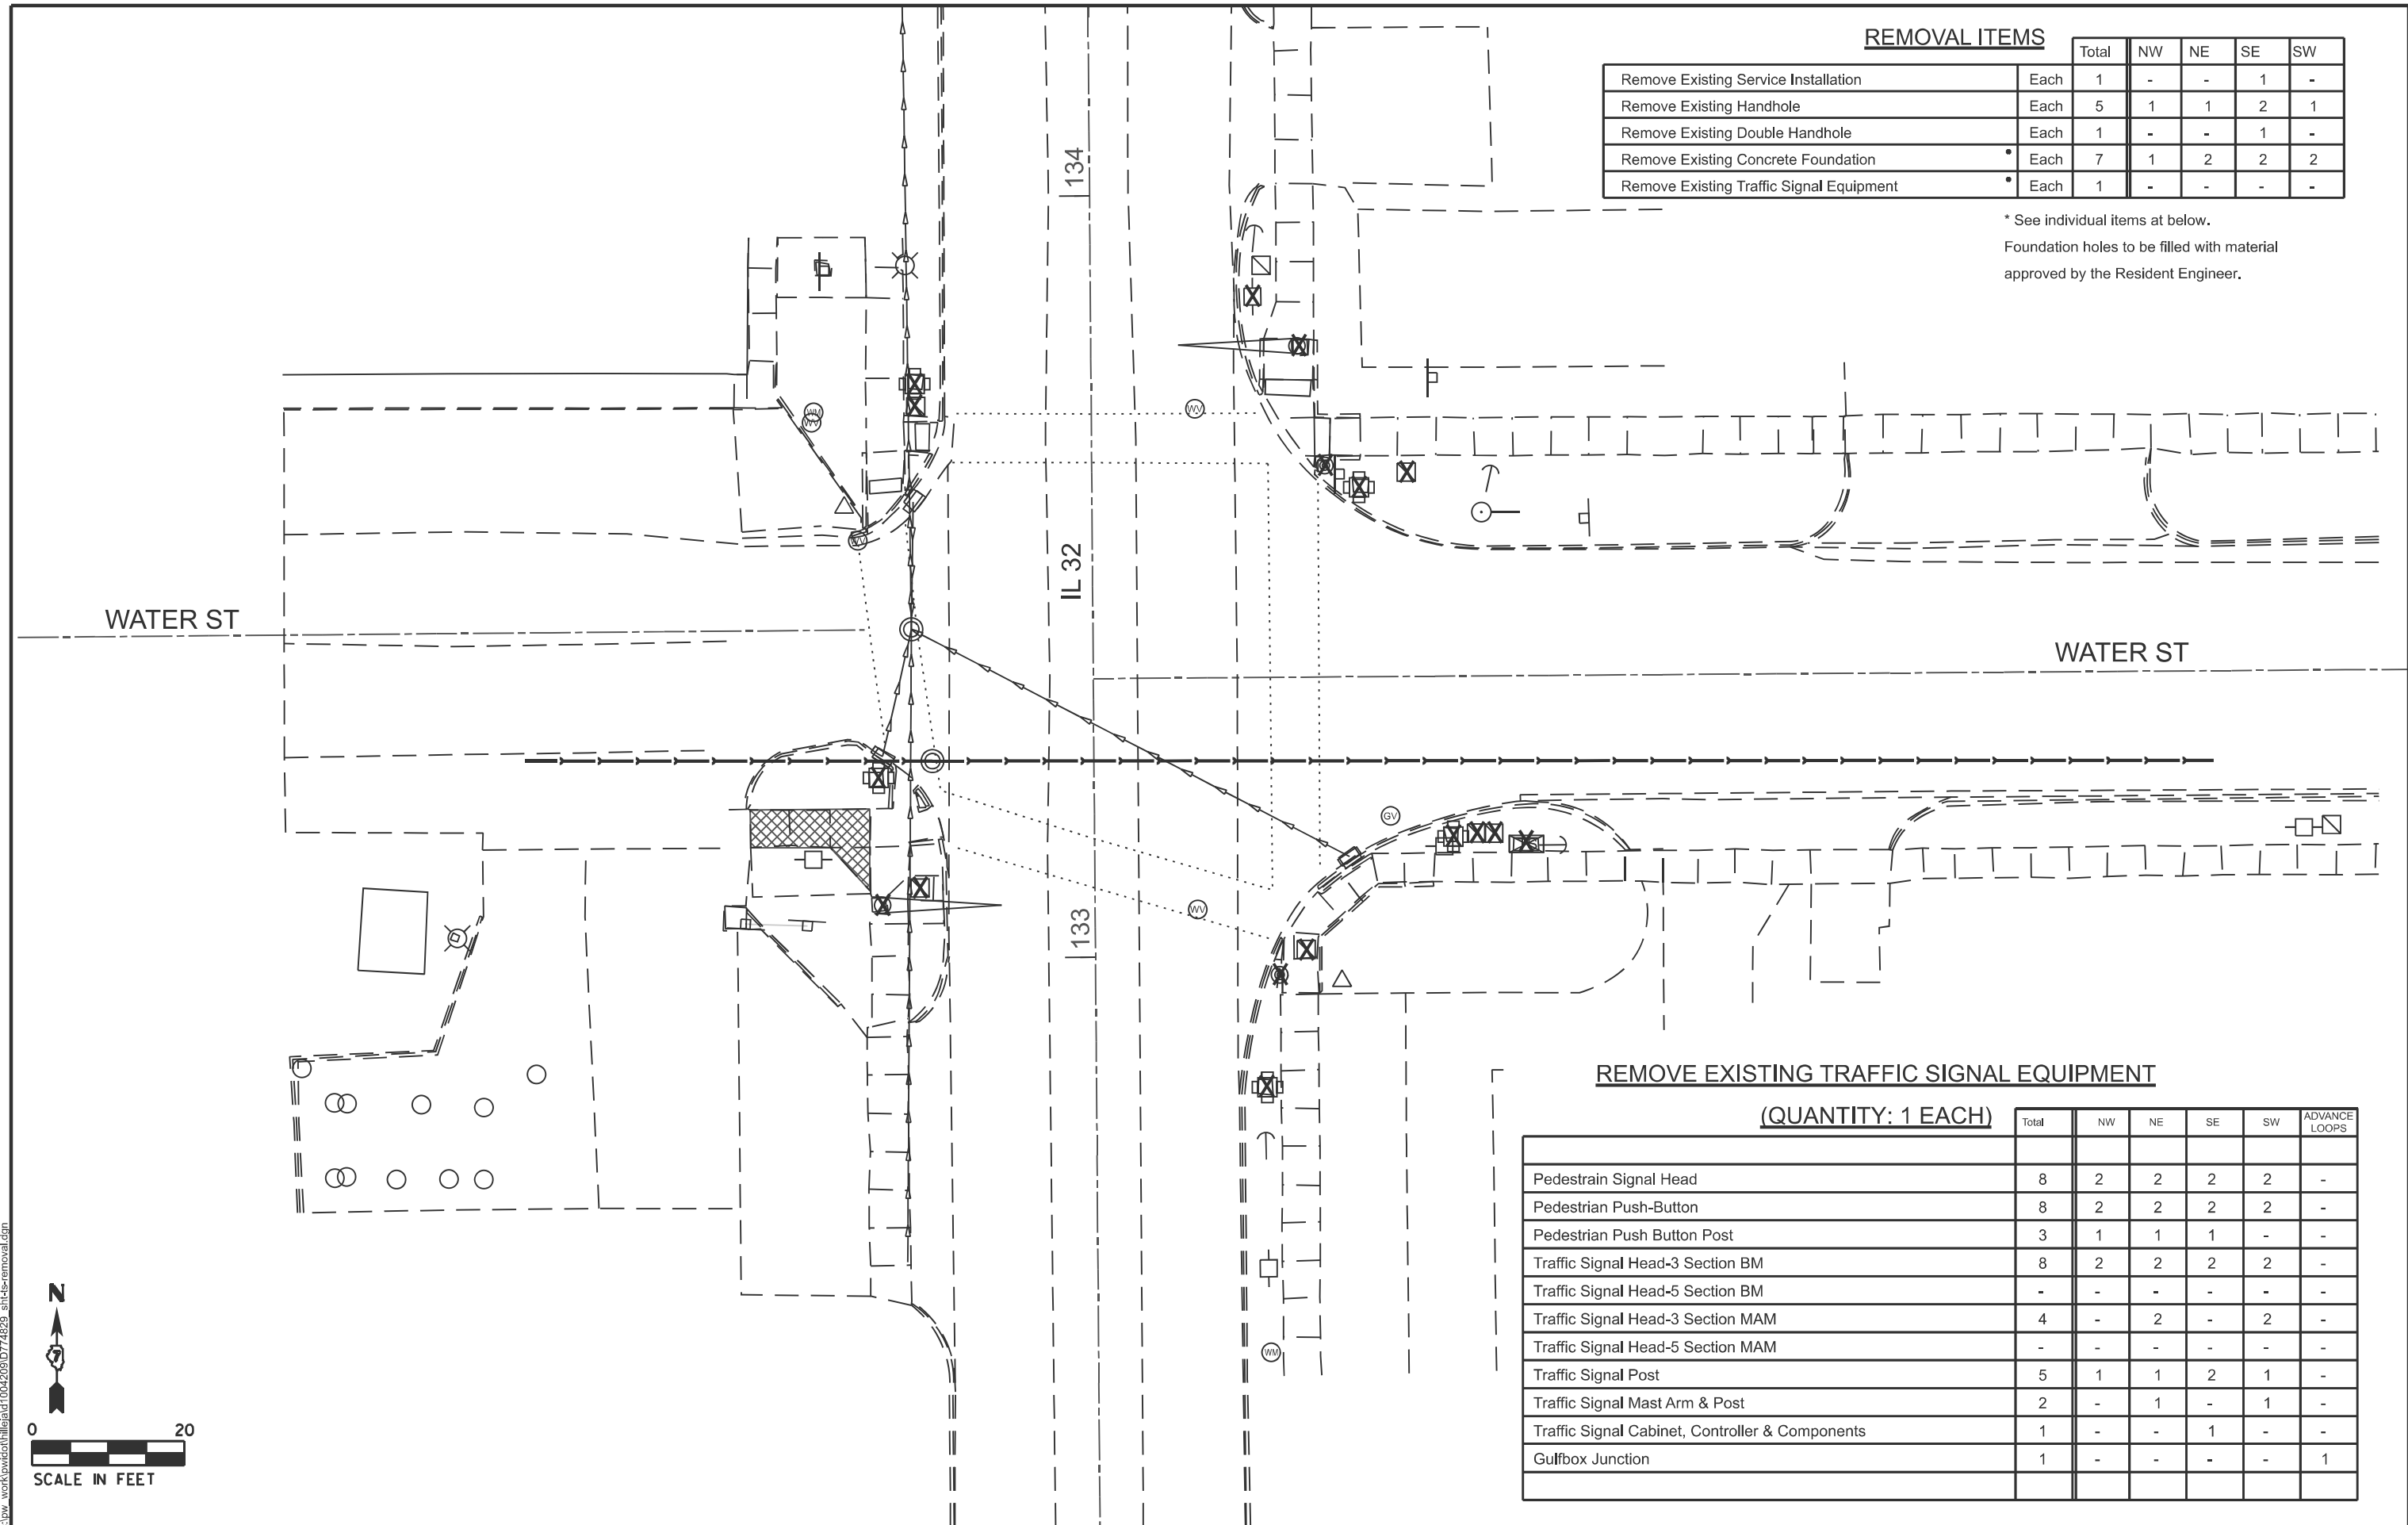 REMOVAL ITEMS
Total NW NE SE SW
Remove Existing Service Installation Each 1 - - 1 -
Remove Existing Handhole Each 5 1 1 2 1
Remove Existing Double Handhole Each 1 - - 1 -
Remove Existing Concrete Foundation • Each 7 1 2 2 2
Remove Existing Traffic Signal Equipment • Each 1 - - - -
* See individual items at below.
Foundation holes to be filled with material
approved by the Resident Engineer.
134
WM
WV
WV
WV
IL 32
WATER ST
WATER ST
GV
WV
133
WM
REMOVE EXISTING TRAFFIC SIGNAL EQUIPMENT
(QUANTITY: 1 EACH)
Total NW NE SE SW ADVANCE LOOPS
Pedestrain Signal Head 8 2 2 2 2 -
Pedestrian Push-Button 8 2 2 2 2 -
Pedestrian Push Button Post 3 1 1 1 - -
Traffic Signal Head-3 Section BM 8 2 2 2 2 -
Traffic Signal Head-5 Section BM - - - - - -
Traffic Signal Head-3 Section MAM 4 - 2 - 2 -
Traffic Signal Head-5 Section MAM - - - - - -
Traffic Signal Post 5 1 1 2 1 -
Traffic Signal Mast Arm & Post 2 - 1 - 1 -
Traffic Signal Cabinet, Controller & Components 1 - - 1 - -
Gulfbox Junction 1 - - - - 1
N
7
0 20
SCALE IN FEET